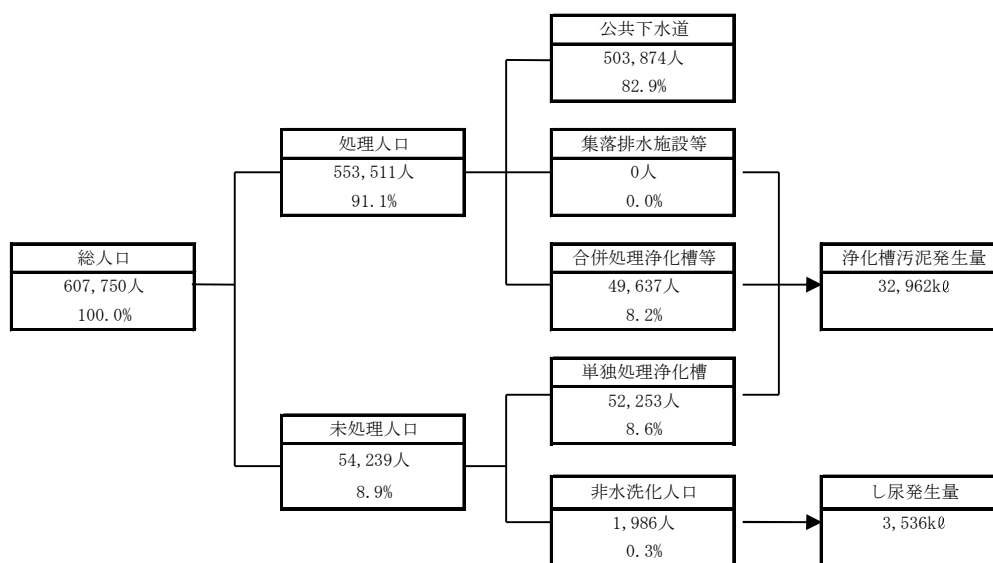 公共下水道
503,874人
82.9%
処理人口
553,511人
91.1%
集落排水施設等
0人
0.0%
総人口
607,750人
100.0%
合併処理浄化槽等
49,637人
8.2%
浄化槽汚泥発生量
32,962kℓ
単独処理浄化槽
52,253人
8.6%
未処理人口
54,239人
8.9%
非水洗化人口
1,986人
0.3%
し尿発生量
3,536kℓ